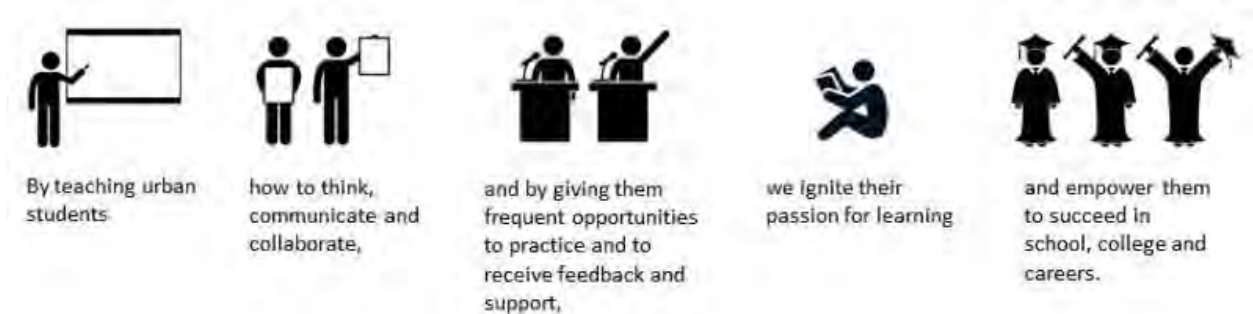 By teaching urban
students
how to think,
communicate and
collaborate,
and by giving them
frequent opportunities
to practice and to
receive feedback and
support,
we ignite their
passion for learning
and empower them
to succeed in
school, college and
careers.